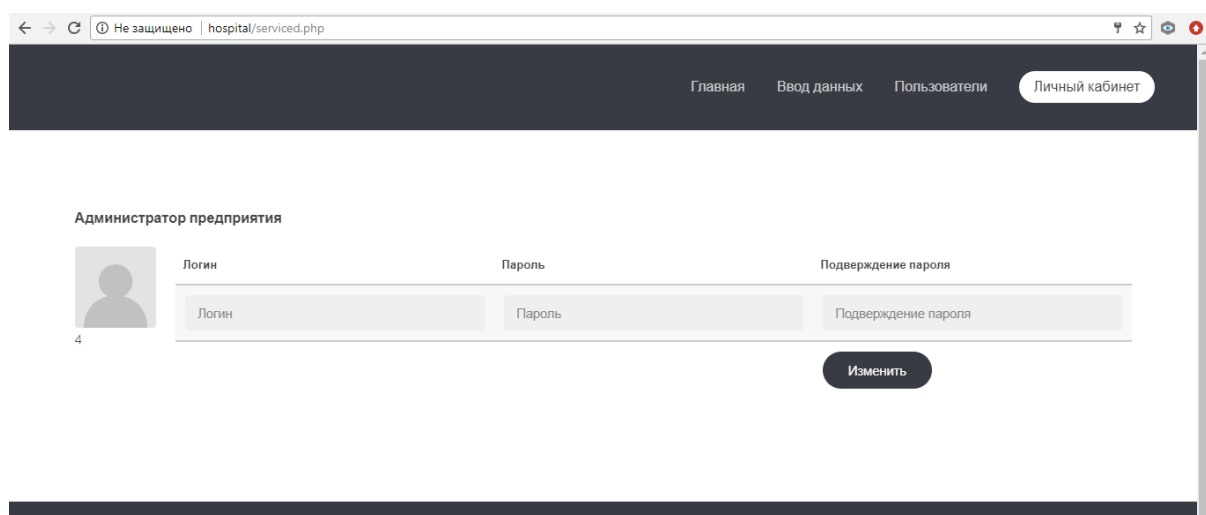 Не защищено | hospital/serviced.php
Главная Ввод данных Пользователи Личный кабинет
Администратор предприятия
Логин Пароль Подверждение пароля
Логин Пароль Подверждение пароля
4
Изменить